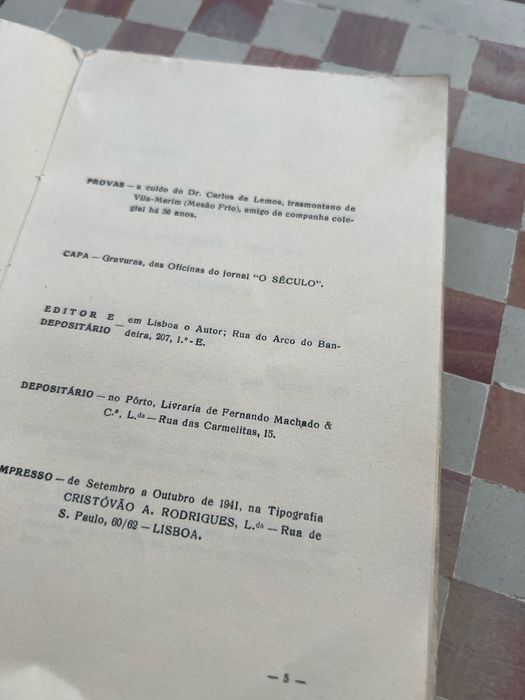 PROVAS — a cuido do Dr. Carlos de Lemos, trasmontano de
Vila-Marim (Mesão Frio), amigo de companha cole-
gial há 56 anos.
CAPA — Gravuras, das Oficinas do jornal "O SÉCULO".
EDITOR E
DEPOSITÁRIO — em Lisboa o Autor; Rua do Arco do Ban-
deira, 207, 1.º-E.
DEPOSITÁRIO — no Pôrto, Livraria de Fernando Machado &
C.ª, L.da — Rua das Carmelitas, 15.
MPRESSO — de Setembro a Outubro de 1941, na Tipografia
CRISTÓVÃO A. RODRIGUES, L.da — Rua de
S. Paulo, 60/62 — LISBOA.
— 5 —